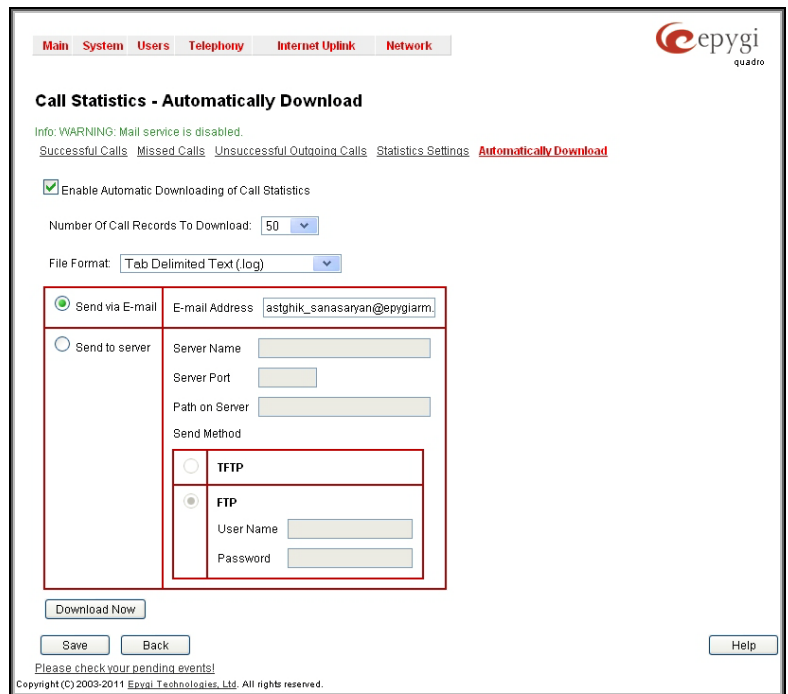 Main System Users Telephony Internet Uplink Network
epygi
quadro
Call Statistics - Automatically Download
Info: WARNING: Mail service is disabled.
Successful Calls Missed Calls Unsuccessful Outgoing Calls Statistics Settings Automatically Download
Enable Automatic Downloading of Call Statistics
Number Of Call Records To Download: 50
File Format: Tab Delimited Text (.log)
Send via E-mail E-mail Address astghik_sanasaryan@epygiarm.
Send to server Server Name
Server Port
Path on Server
Send Method
TFTP
FTP
User Name
Password
Download Now
Save Back Help
Please check your pending events!
Copyright (C) 2003-2011 Epygi Technologies, Ltd. All rights reserved.